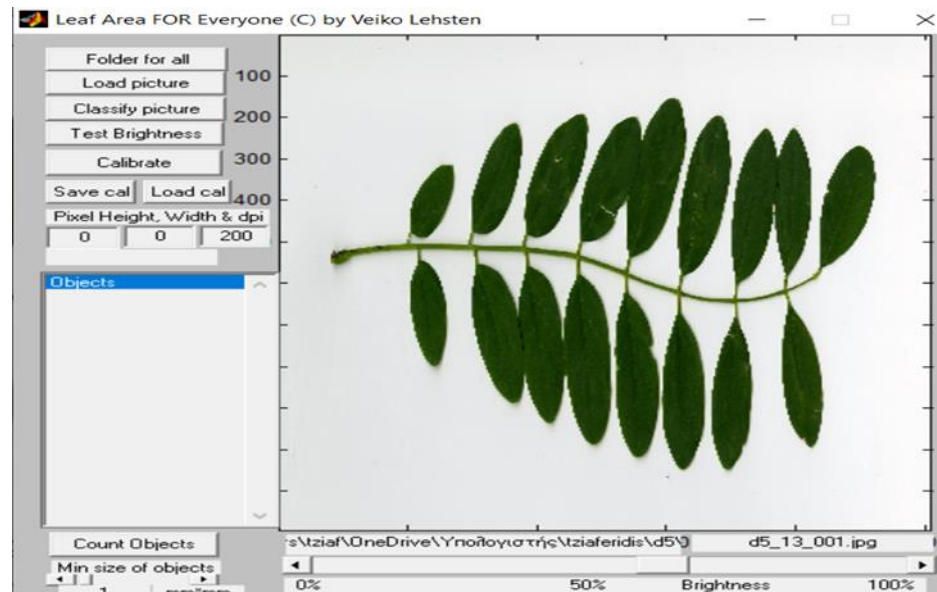 Leaf Area FOR Everyone (C) by Veiko Lehsten
Folder for all
Load picture
Classify picture
Test Brightness
Calibrate
Save cal Load cal
Pixel Height, Width & dpi
0 0 200
100
200
300
400
Objects
Count Objects
Min size of objects
1 mm*mm
s\tziaf\OneDrive\Υπολογιστής\tziaferidis\d5\ d5_13_001.jpg
0% 50% Brightness 100%